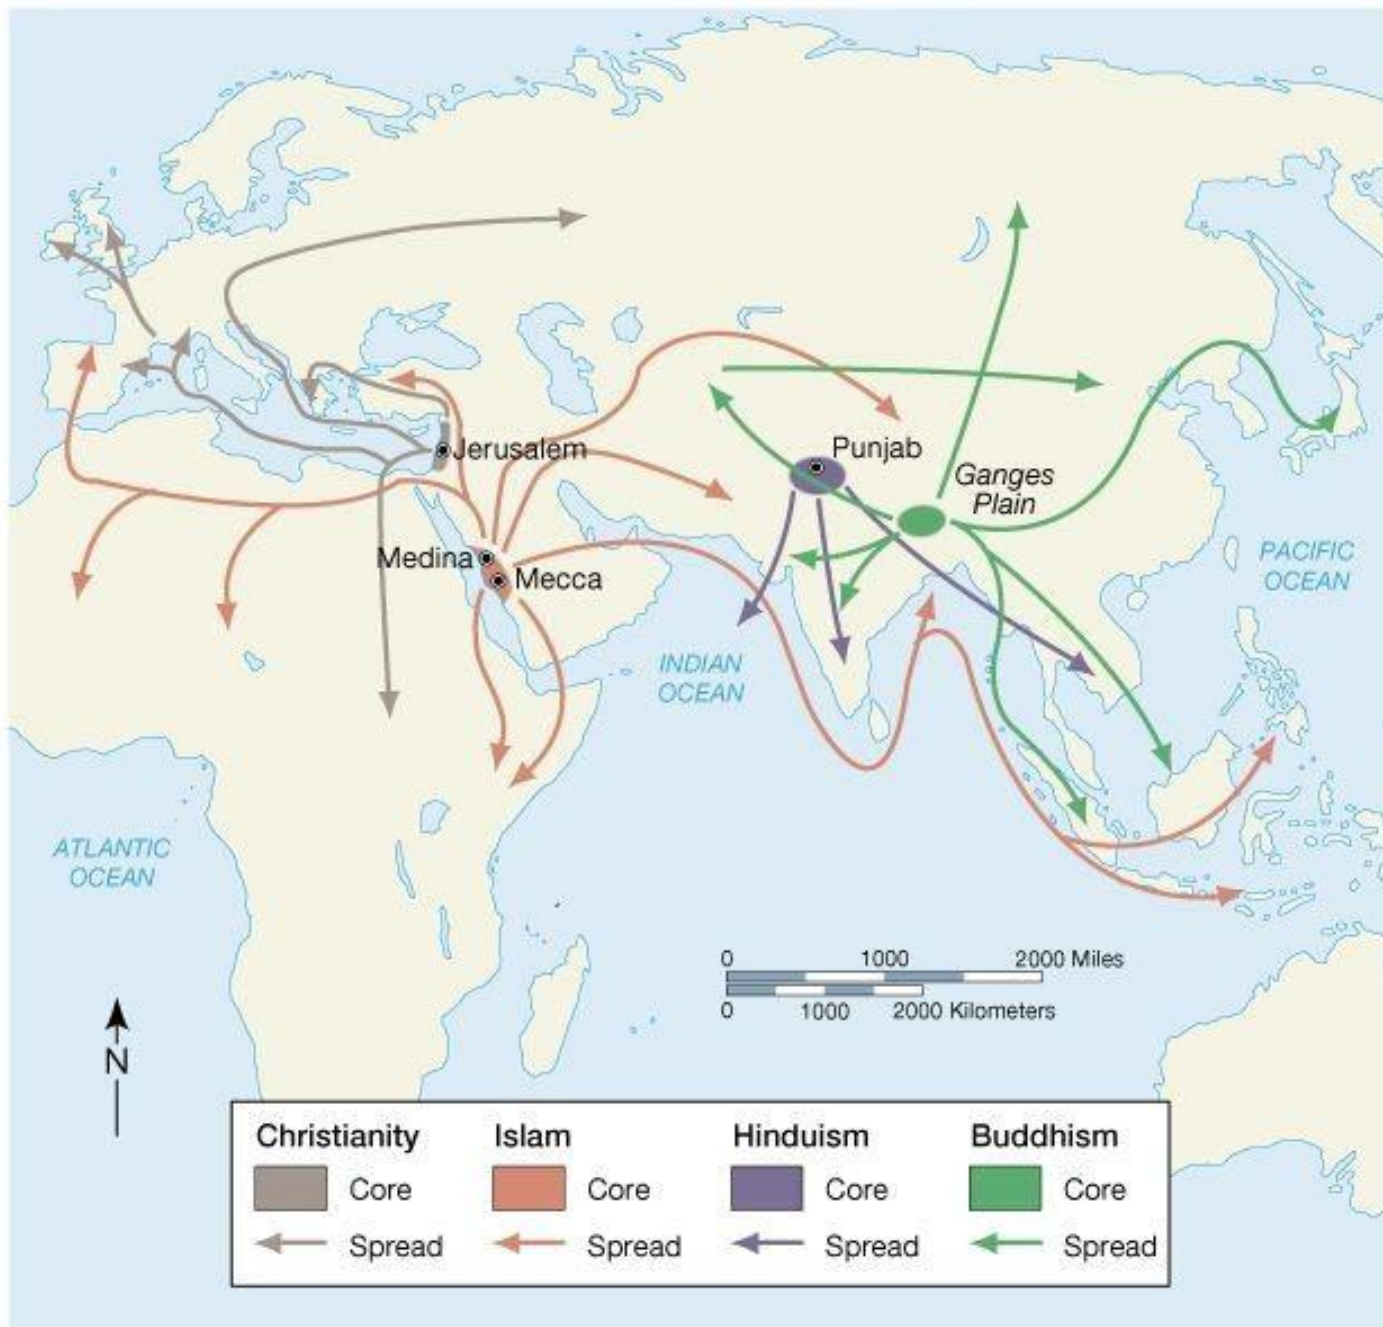 Jerusalem
Punjab
Ganges
Plain
Medina
Mecca
PACIFIC
OCEAN
INDIAN
OCEAN
ATLANTIC
OCEAN
0 1000 2000 Miles
0 1000 2000 Kilometers
N
Christianity Islam Hinduism Buddhism
Core Core Core Core
Spread Spread Spread Spread